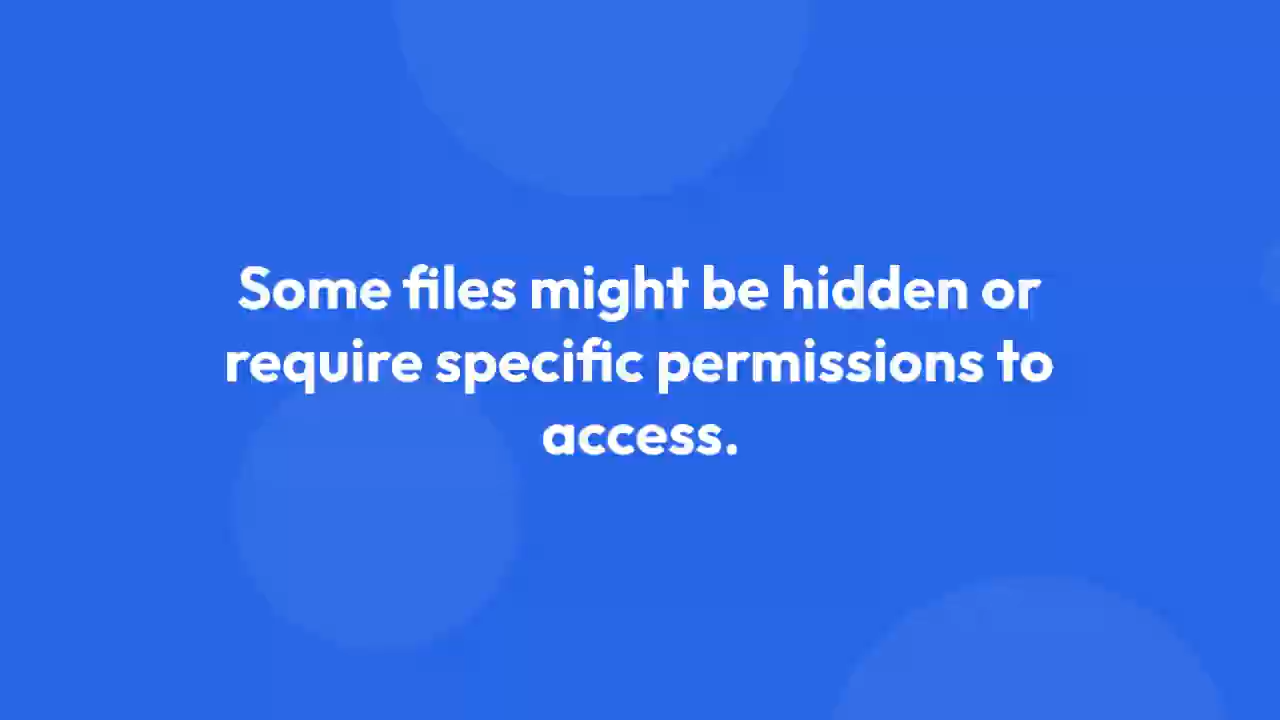 Some files might be hidden or
require specific permissions to
access.